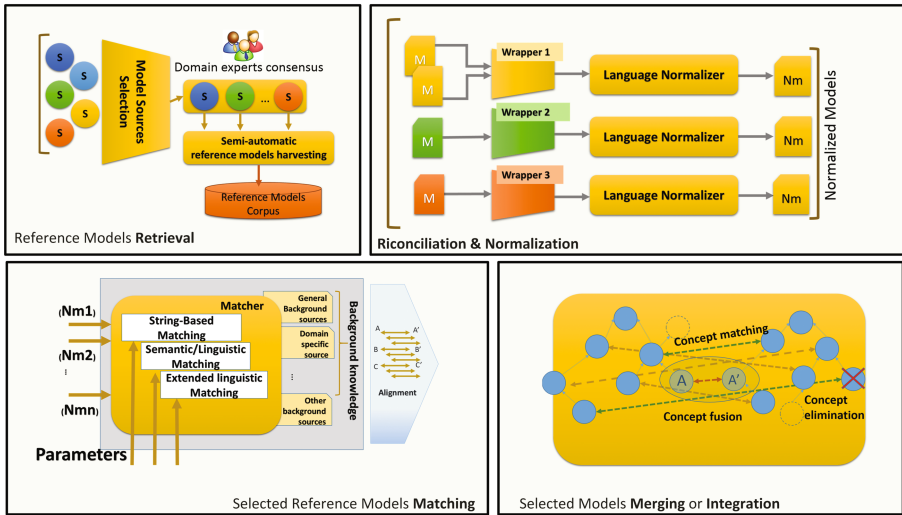 S
S
S
S
S
Model Sources
Selection
Domain experts consensus
S
S
...
S
Semi-automatic
reference models harvesting
Reference Models
Corpus
Reference Models Retrieval
M
M
Wrapper 1
Language Normalizer
Nm
M
Wrapper 2
Language Normalizer
Nm
M
Wrapper 3
Language Normalizer
Nm
Normalized Models
Riconciliation & Normalization
(Nm1)
(Nm2)
...
(Nmn)
Parameters
Matcher
String-Based
Matching
Semantic/Linguistic
Matching
Extended linguistic
Matching
General
Background
sources
Domain
specific
source
...
Other
background
sources
Background knowledge
A A'
B B'
C C'
Alignment
Selected Reference Models Matching
Concept matching
A A'
Concept fusion
Concept
elimination
Selected Models Merging or Integration